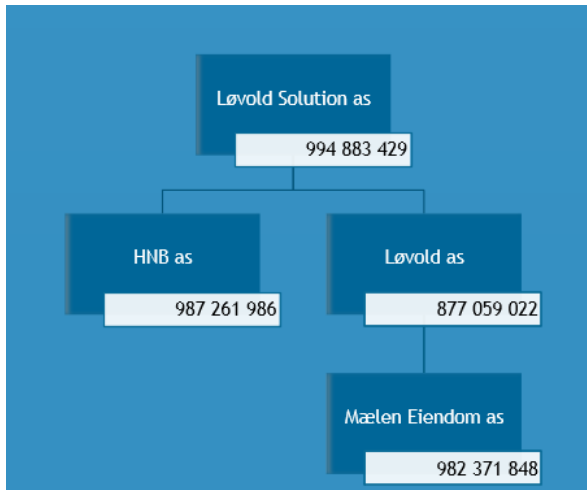 Løvold Solution as
994 883 429
HNB as
987 261 986
Løvold as
877 059 022
Mælen Eiendom as
982 371 848